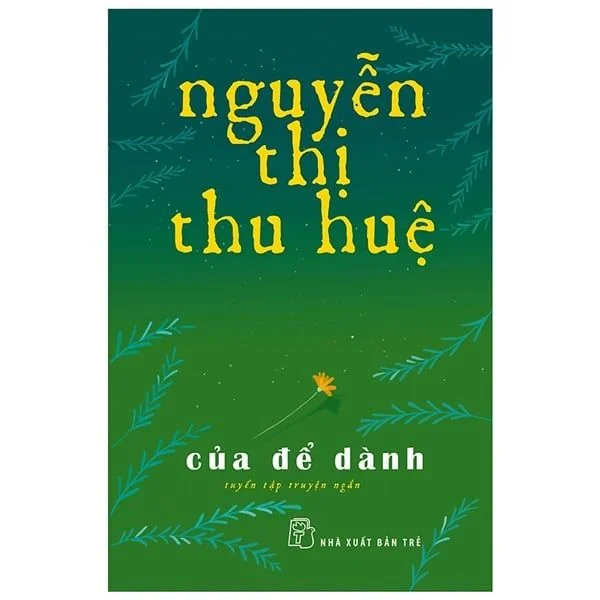 nguyễn
thị
thu huệ
của để dành
tuyển tập truyện ngắn
NHÀ XUẤT BẢN TRẺ